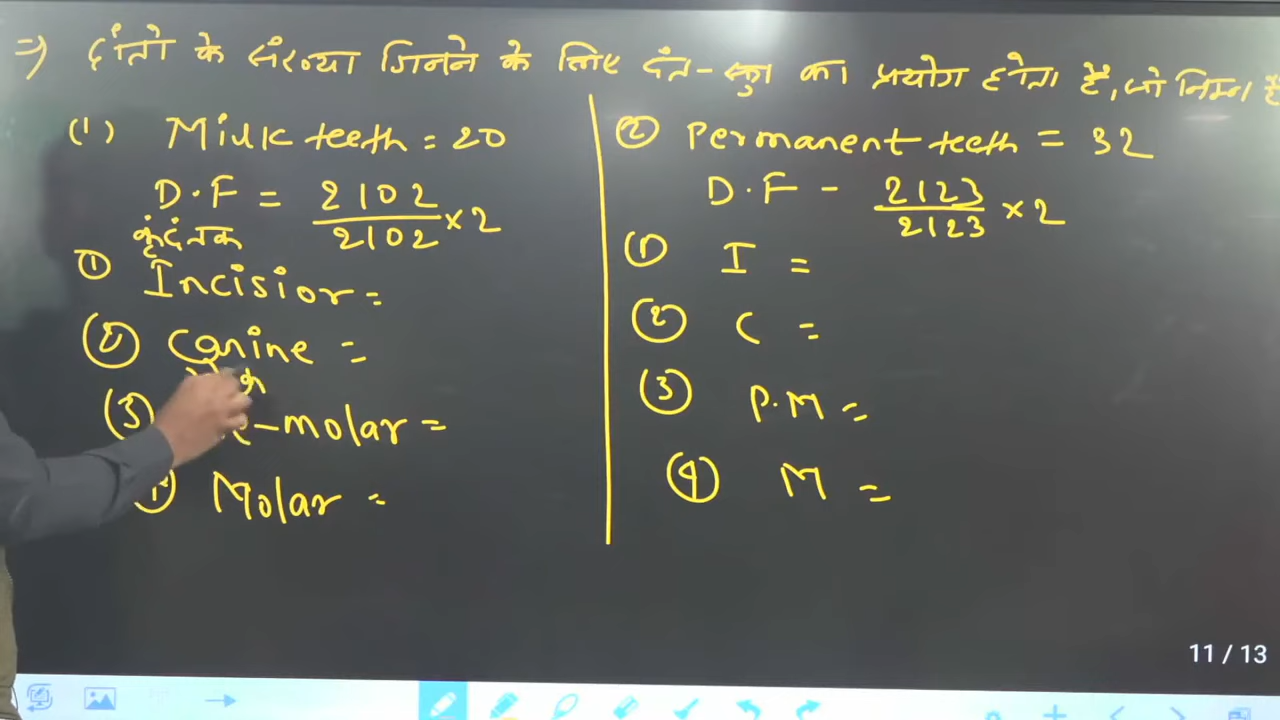 => दांतो के संख्या गिनने के लिए दंत-सूत्र का प्रयोग होता है, जो निम्न है
(1) Milk teeth = 20
D.F = 2102/2102 ×2
कृंदंतक
① Incisior =
② Canine =
③ -molar =
Molar =
② Permanent teeth = 32
D.F - 2123/2123 ×2
① I =
② C =
③ P.M =
④ M =
11 / 13